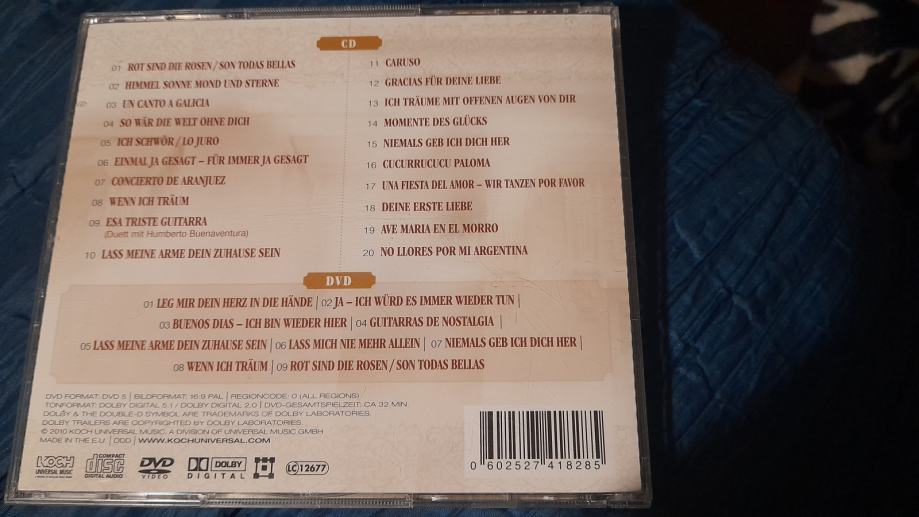 CD
01 ROT SIND DIE ROSEN / SON TODAS BELLAS
02 HIMMEL SONNE MOND UND STERNE
03 UN CANTO A GALICIA
04 SO WÄR DIE WELT OHNE DICH
05 ICH SCHWÖR / LO JURO
06 EINMAL JA GESAGT – FÜR IMMER JA GESAGT
07 CONCIERTO DE ARANJUEZ
08 WENN ICH TRÄUM
09 ESA TRISTE GUITARRA
(Duett mit Humberto Buenaventura)
10 LASS MEINE ARME DEIN ZUHAUSE SEIN
11 CARUSO
12 GRACIAS FÜR DEINE LIEBE
13 ICH TRÄUME MIT OFFENEN AUGEN VON DIR
14 MOMENTE DES GLÜCKS
15 NIEMALS GEB ICH DICH HER
16 CUCURRUCUCU PALOMA
17 UNA FIESTA DEL AMOR – WIR TANZEN POR FAVOR
18 DEINE ERSTE LIEBE
19 AVE MARIA EN EL MORRO
20 NO LLORES POR MI ARGENTINA
DVD
01 LEG MIR DEIN HERZ IN DIE HÄNDE | 02 JA – ICH WÜRD ES IMMER WIEDER TUN |
03 BUENOS DIAS – ICH BIN WIEDER HIER | 04 GUITARRAS DE NOSTALGIA |
05 LASS MEINE ARME DEIN ZUHAUSE SEIN | 06 LASS MICH NIE MEHR ALLEIN | 07 NIEMALS GEB ICH DICH HER |
08 WENN ICH TRÄUM | 09 ROT SIND DIE ROSEN / SON TODAS BELLAS
DVD FORMAT: DVD 5 | BILDFORMAT: 16:9 PAL | REGIONCODE: 0 (ALL REGIONS)
TONFORMAT: DOLBY DIGITAL 5.1 / DOLBY DIGITAL 2.0 | DVD-GESAMTSPIELZEIT: CA 32 MIN.
DOLBY & THE DOUBLE-D SYMBOL ARE TRADEMARKS OF DOLBY LABORATORIES.
DOLBY TRAILERS ARE COPYRIGHTED BY DOLBY LABORATORIES.
© 2010 KOCH UNIVERSAL MUSIC. A DIVISION OF UNIVERSAL MUSIC GMBH
MADE IN THE E.U. | DDD | WWW.KOCHUNIVERSAL.COM
KOCH UNIVERSAL MUSIC
COMPACT disc DIGITAL AUDIO
DVD VIDEO
DOLBY DIGITAL
LC 12677
0 602527 418285